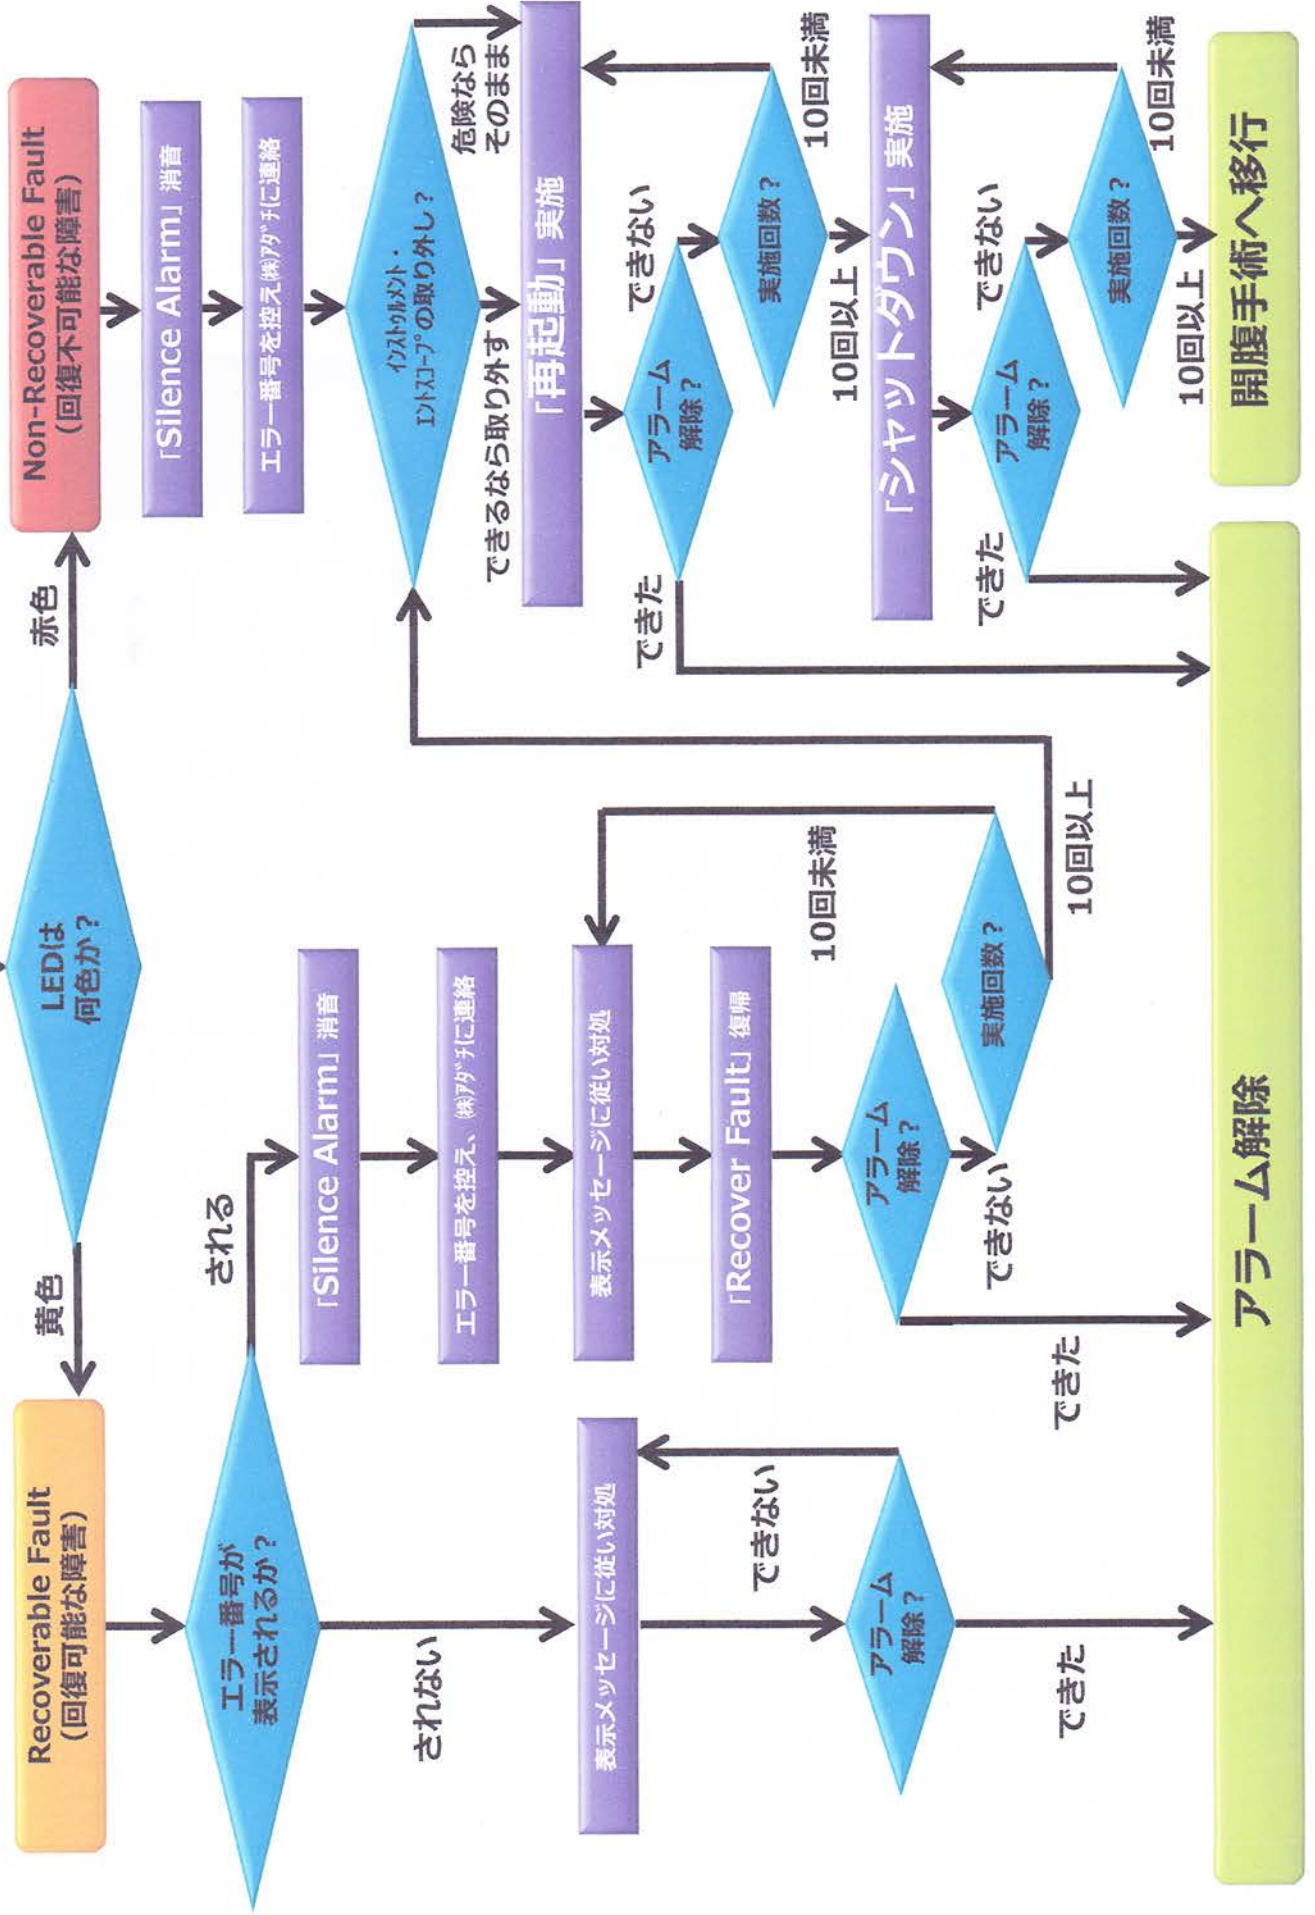 LEDは
何色か？
黄色
赤色
Recoverable Fault
(回復可能な障害)
エラー番号が
表示されるか？
されない
される
表示メッセージに従い対処
アラーム
解除？
できない
できた
「Silence Alarm」消音
エラー番号を控え、㈱アダチに連絡
表示メッセージに従い対処
「Recover Fault」復帰
アラーム
解除？
できない
できた
実施回数？
10回未満
10回以上
Non-Recoverable Fault
(回復不可能な障害)
「Silence Alarm」消音
エラー番号を控え㈱アダチに連絡
インストゥルメント・
エンドスコープの取り外し？
できるなら取り外す
危険なら
そのまま
「再起動」実施
アラーム
解除？
できた
できない
実施回数？
10回未満
10回以上
「シャットダウン」実施
アラーム
解除？
できた
できない
実施回数？
10回未満
10回以上
アラーム解除
開腹手術へ移行